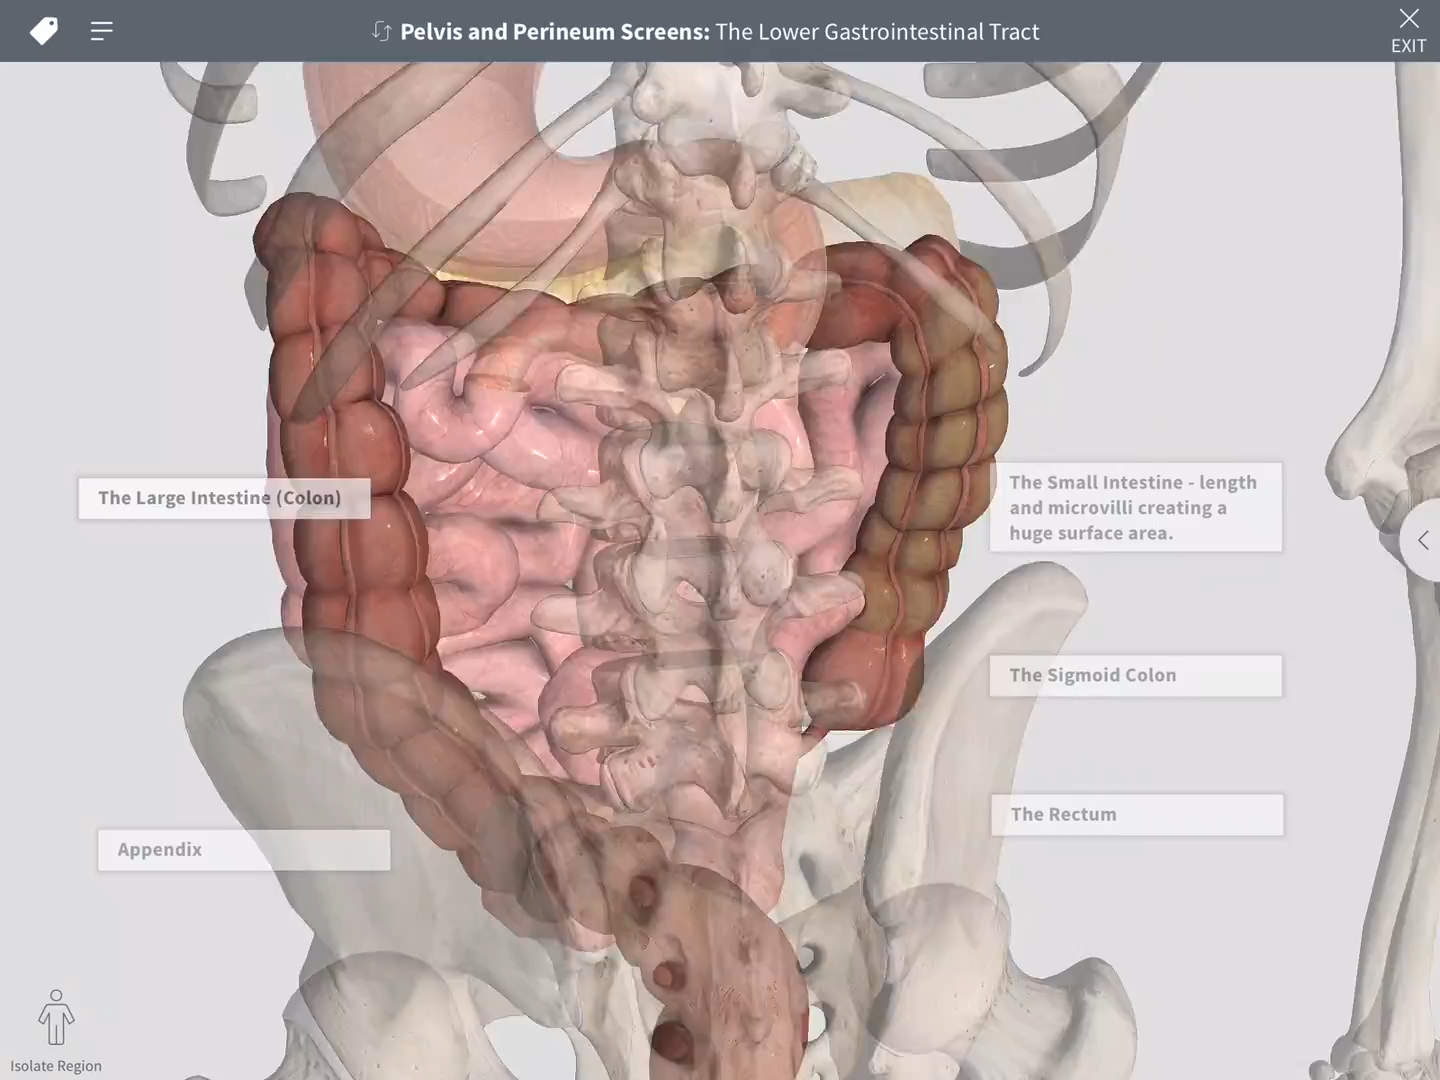 Pelvis and Perineum Screens: The Lower Gastrointestinal Tract
EXIT
The Large Intestine (Colon)
The Small Intestine - length
and microvilli creating a
huge surface area.
The Sigmoid Colon
The Rectum
Appendix
Isolate Region